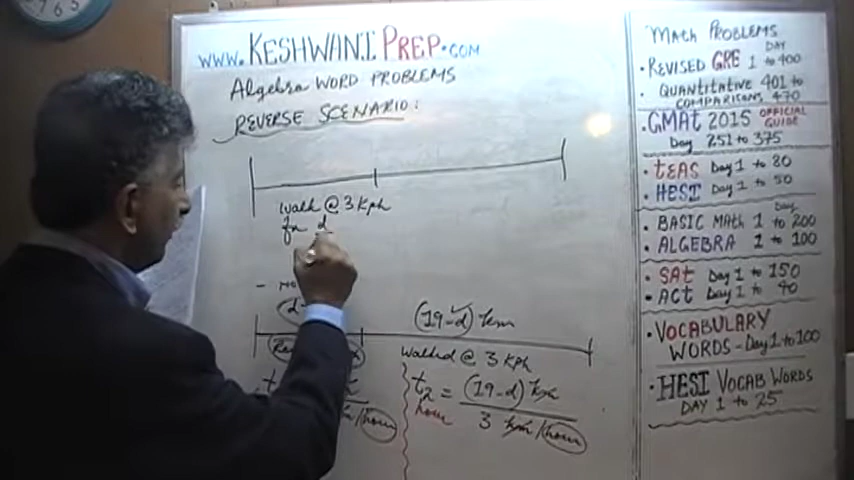 www.KESHWANIPREP.COM
Algebra WORD PROBLEMS
REVERSE SCENARIO:
Walk @ 3 kph
for d
(19-d) km
Walked @ 3 KPH
t2 = (19-d) km
hour
3 km/hour
MATH PROBLEMS
DAY
• REVISED GRE 1 to 400
• QUANTITATIVE 401 to
COMPARISONS 470
• GMAT 2015 OFFICIAL
GUIDE
Day 251 to 375
• TEAS Day 1 to 80
• HESI Day 1 to 50
Day
• BASIC MATH 1 to 200
• ALGEBRA 1 to 100
• SAT Day 1 to 150
• ACT Day 1 to 40
• VOCABULARY
WORDS - Day 1 to 100
• HESI VOCAB WORDS
DAY 1 to 25